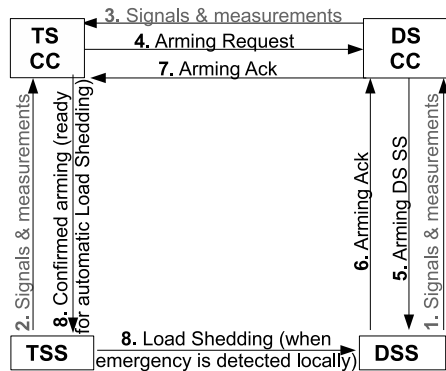 3. Signals & measurements
TS
CC
4. Arming Request
DS
CC
7. Arming Ack
2. Signals & measurements
8. Confirmed arming (ready
for automatic Load Shedding)
6. Arming Ack
5. Arming DS SS
1. Signals & measurements
TSS
8. Load Shedding (when
emergency is detected locally)
DSS